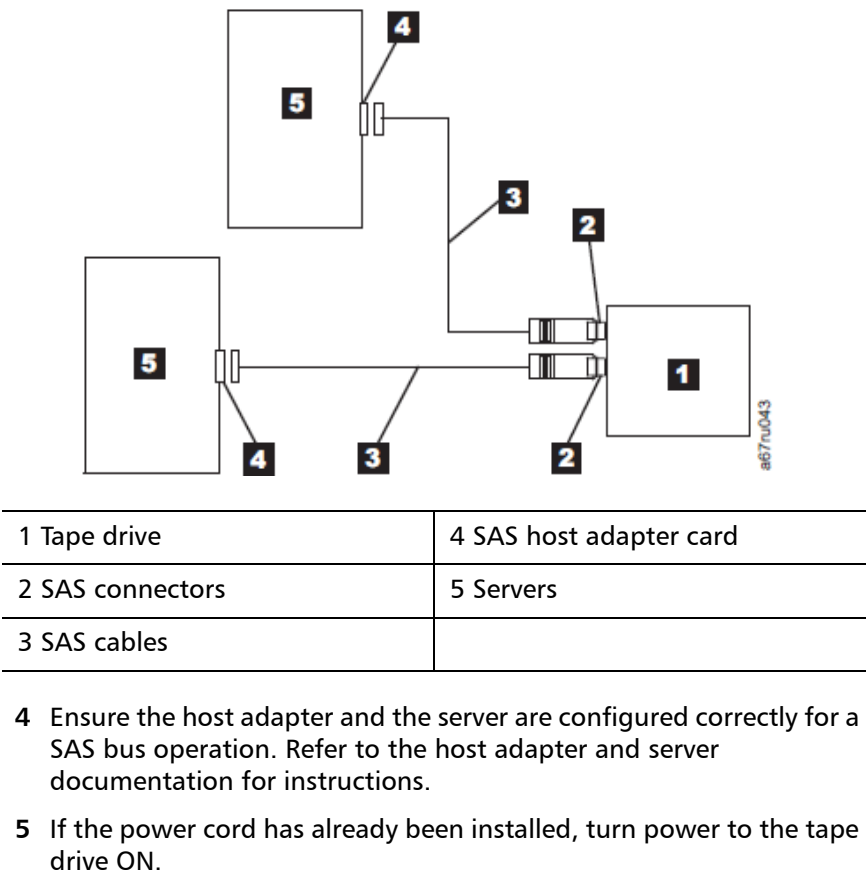 4
5
3
2
5
1
4
3
2
a67ru043
1 Tape drive
4 SAS host adapter card
2 SAS connectors
5 Servers
3 SAS cables
4 Ensure the host adapter and the server are configured correctly for a
SAS bus operation. Refer to the host adapter and server
documentation for instructions.
5 If the power cord has already been installed, turn power to the tape
drive ON.